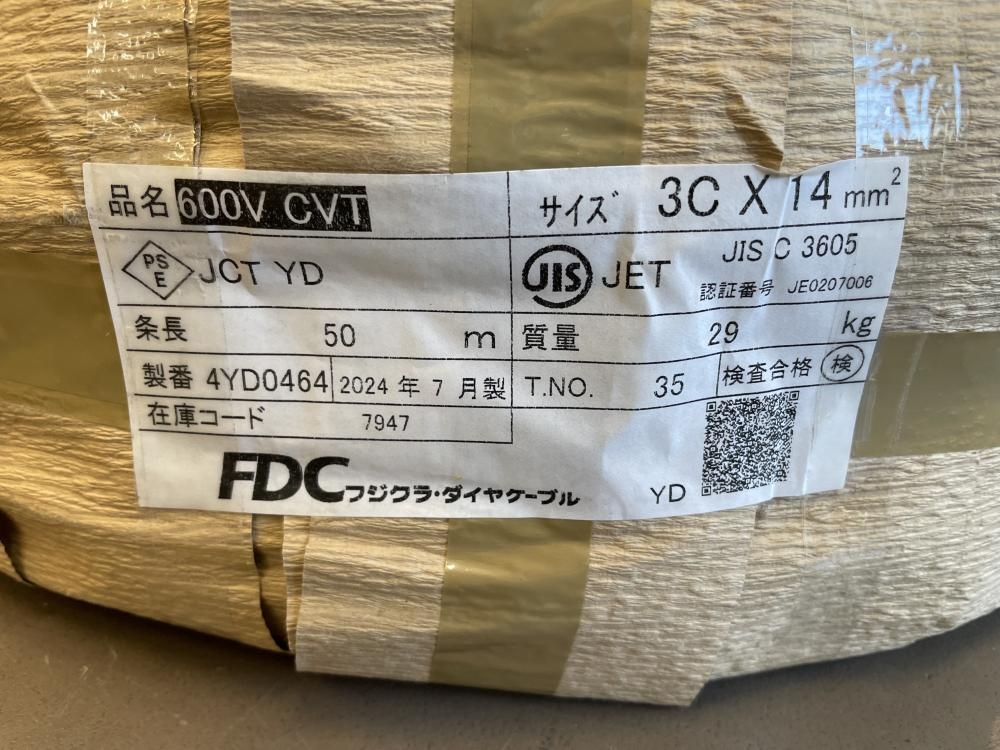 品名 600V CVT サイズ 3C X 14 mm²
PS E JCT YD JIS JET JIS C 3605
認証番号 JE0207006
条長 50 m 質量 29 kg
製番 4YD0464 2024 年 7 月製 T.NO. 35 検査合格 検
在庫コード 7947
FDC フジクラ・ダイヤケーブル YD